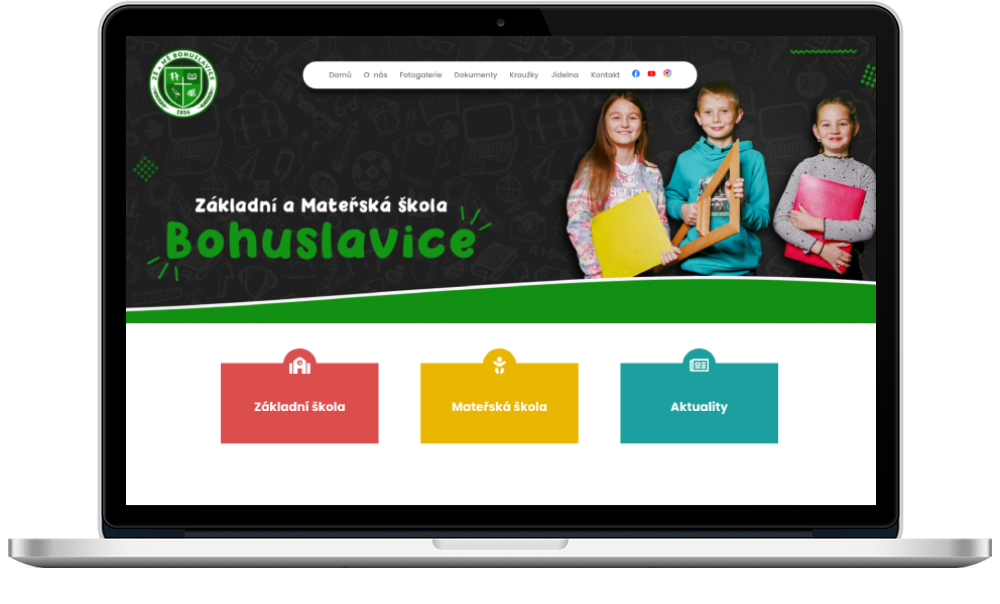 ZŠ a MŠ BOHUSLAVICE
1896
Domů O nás Fotogalerie Dokumenty Kroužky Jídelna Kontakt
Základní a Mateřská škola
Bohuslavice
Základní škola
Mateřská škola
Aktuality